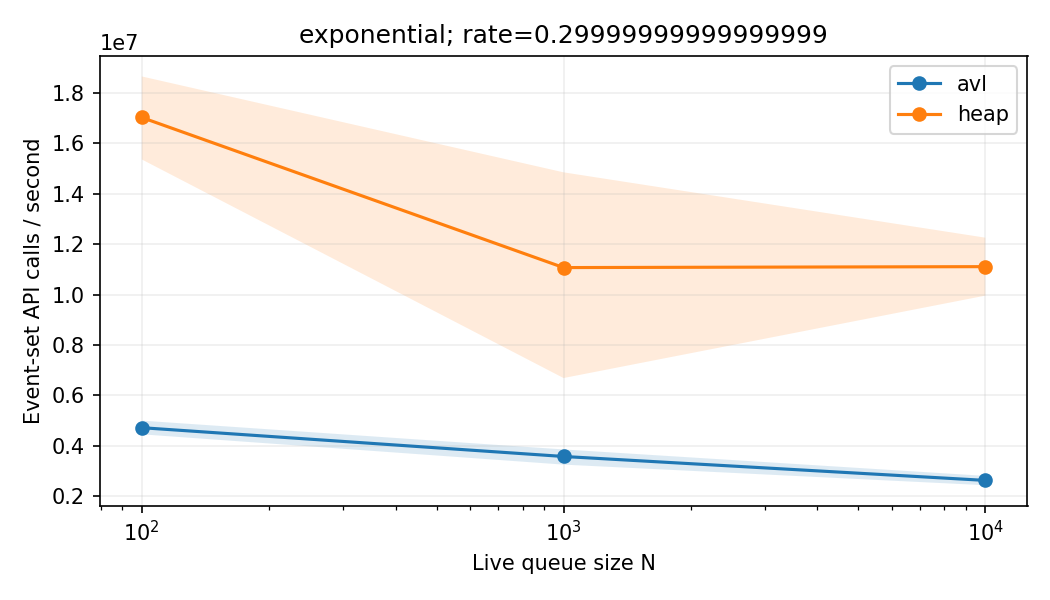 exponential; rate=0.29999999999999999
1e7
avl
heap
Event-set API calls / second
1.8
1.6
1.4
1.2
1.0
0.8
0.6
0.4
0.2
10²
10³
10⁴
Live queue size N